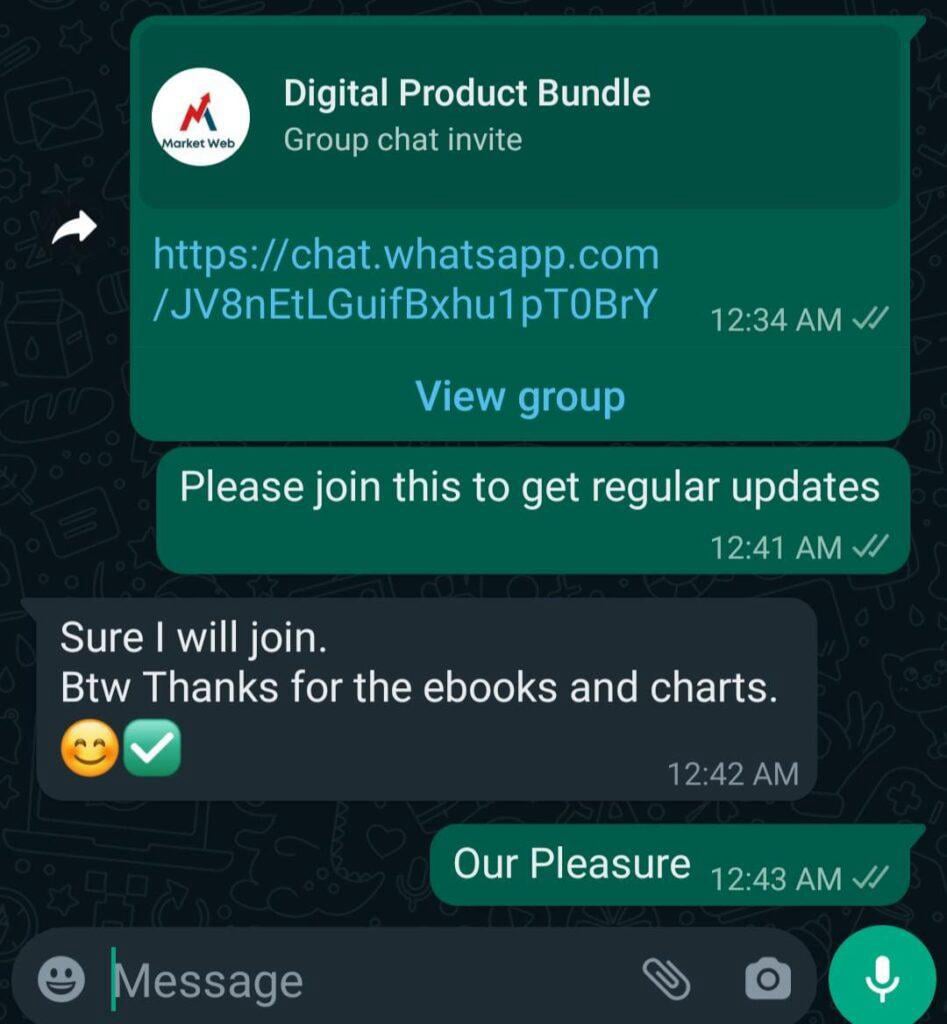 Digital Product Bundle
Market Web
Group chat invite
https://chat.whatsapp.com
/JV8nEtLGuifBxhu1pT0BrY
12:34 AM
View group
Please join this to get regular updates
12:41 AM
Sure I will join.
Btw Thanks for the ebooks and charts.
😊✅
12:42 AM
Our Pleasure
12:43 AM
Message